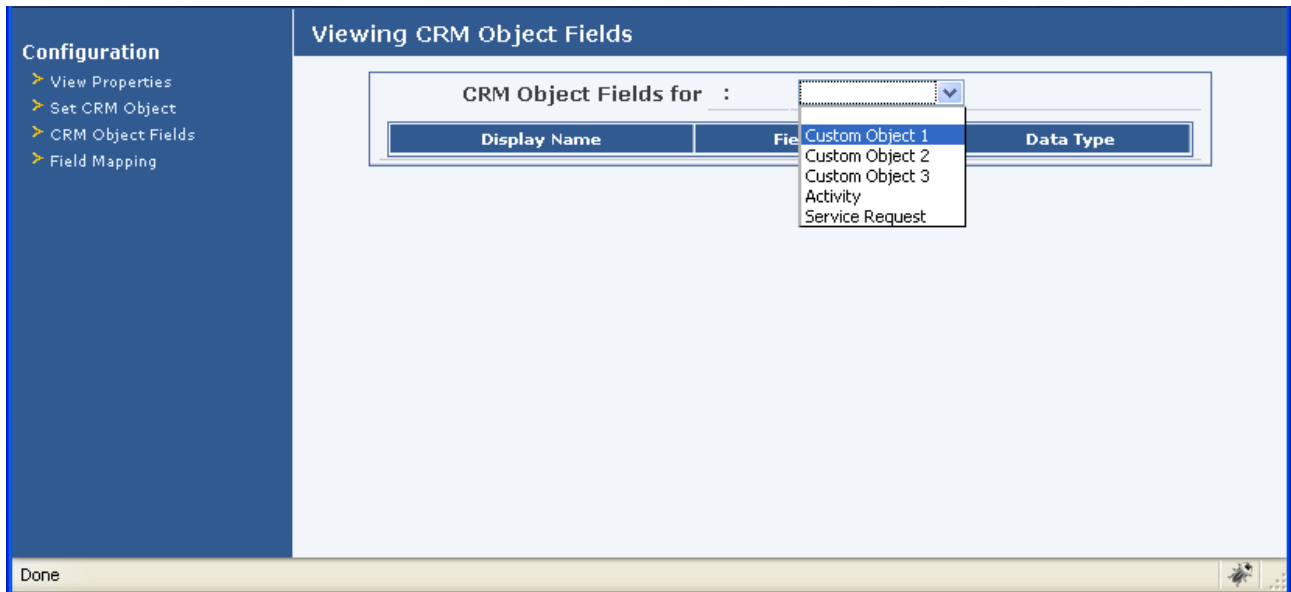 Viewing CRM Object Fields
Configuration
View Properties
Set CRM Object
CRM Object Fields
Field Mapping
CRM Object Fields for :
Display Name Fie Data Type
Custom Object 1
Custom Object 2
Custom Object 3
Activity
Service Request
Done